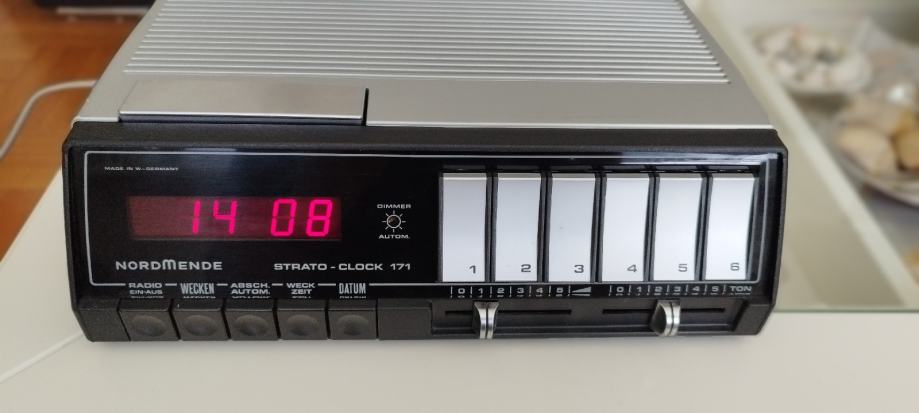 MADE IN W.-GERMANY
14 08
DIMMER
AUTOM.
NORDMENDE
STRATO-CLOCK 171
1 2 3 4 5 6
RADIO EIN-AUS
WECKEN
ABSCH. AUTOM.
WECK ZEIT
DATUM
0 1 2 3 4 5
0 1 2 3 4 5 TON